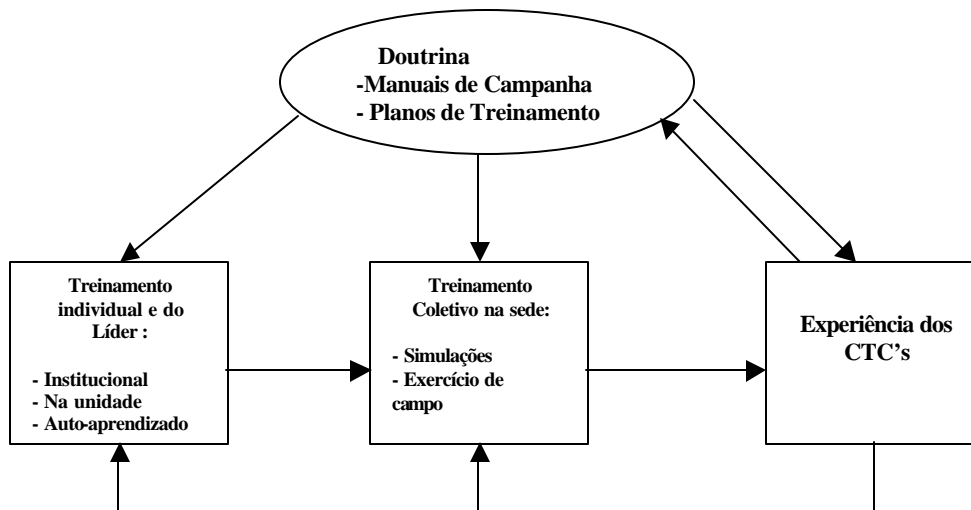 Doutrina
-Manuais de Campanha
- Planos de Treinamento
Treinamento
individual e do
Líder :
- Institucional
- Na unidade
- Auto-aprendizado
Treinamento
Coletivo na sede:
- Simulações
- Exercício de
campo
Experiência dos
CTC’s